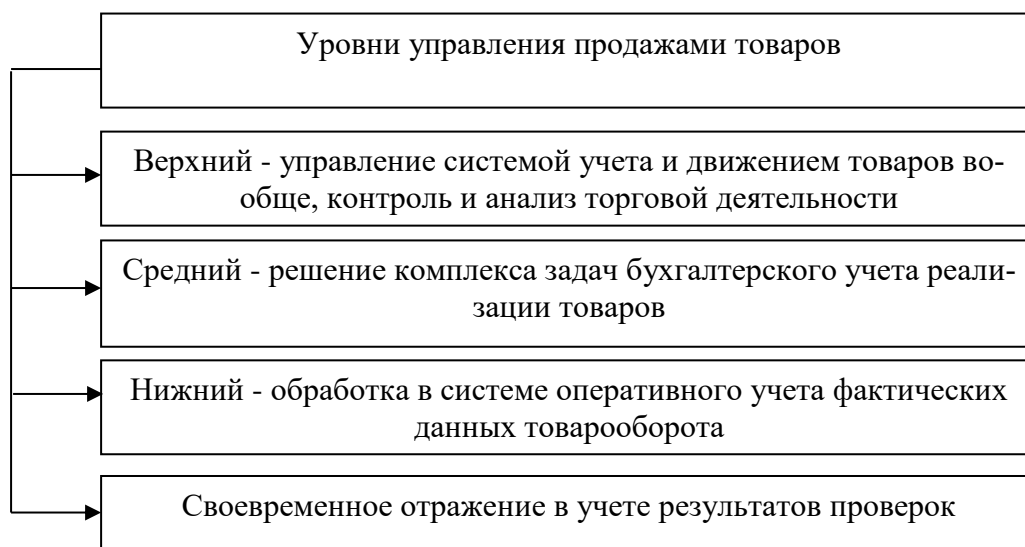 Уровни управления продажами товаров
Верхний - управление системой учета и движением товаров во-
обще, контроль и анализ торговой деятельности
Средний - решение комплекса задач бухгалтерского учета реали-
зации товаров
Нижний - обработка в системе оперативного учета фактических
данных товарооборота
Своевременное отражение в учете результатов проверок